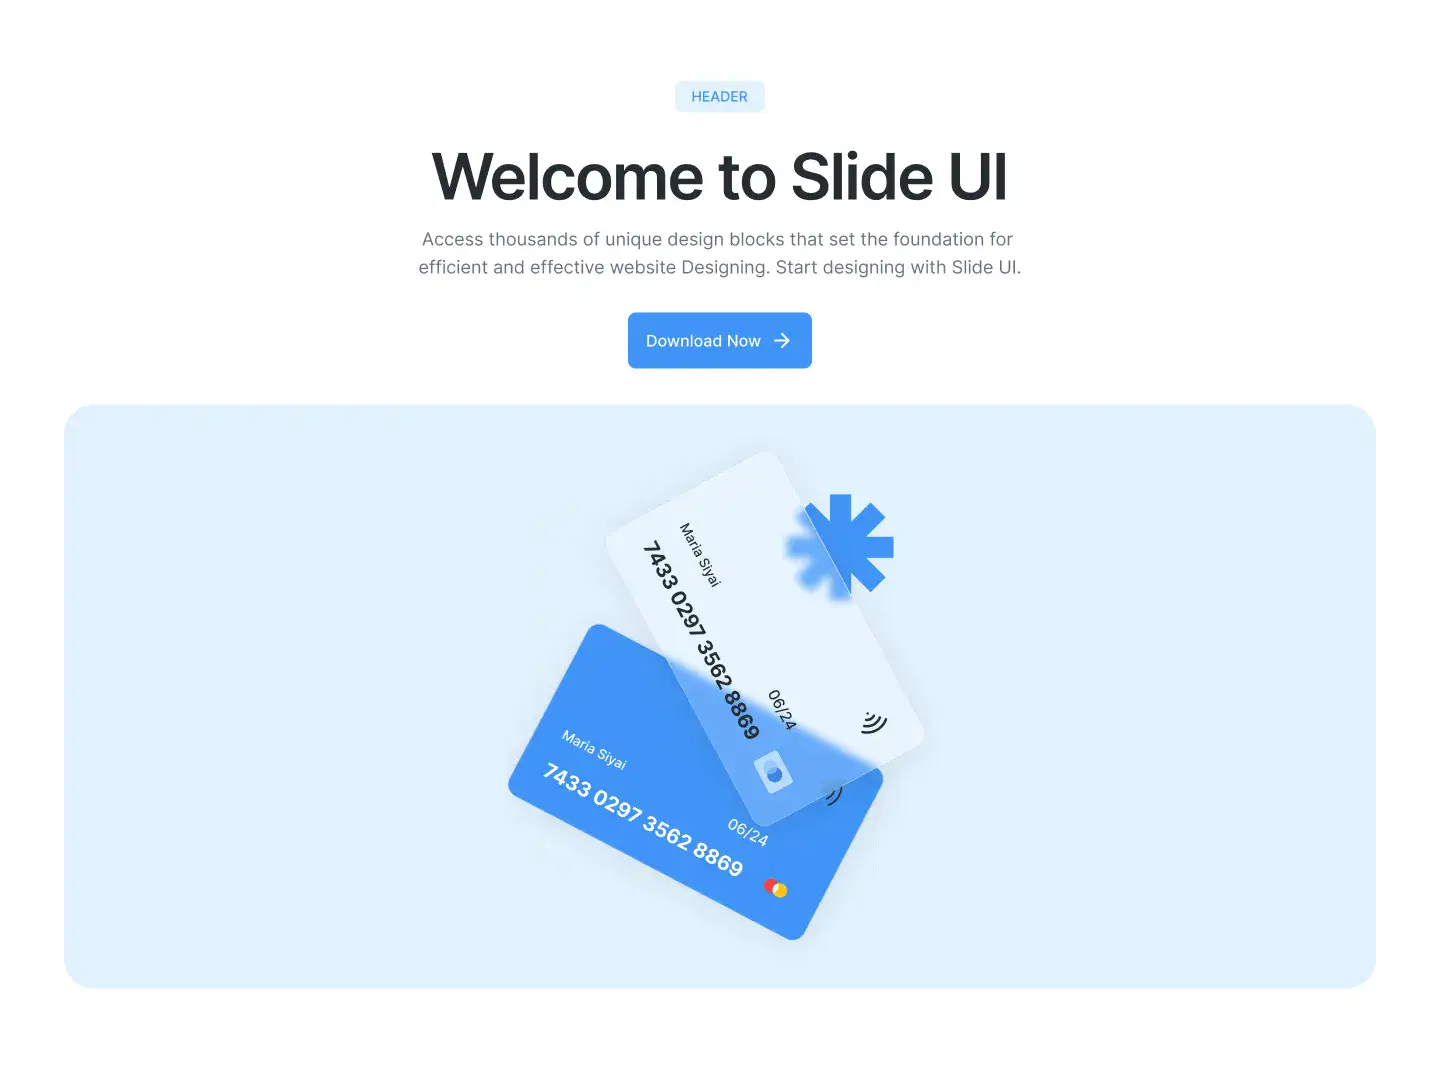 HEADER
Welcome to Slide UI
Access thousands of unique design blocks that set the foundation for
efficient and effective website Designing. Start designing with Slide UI.
Download Now
Maria Siyai
7433 0297 3562 8869
06/24
Maria Siyai
7433 0297 3562 8869
06/24